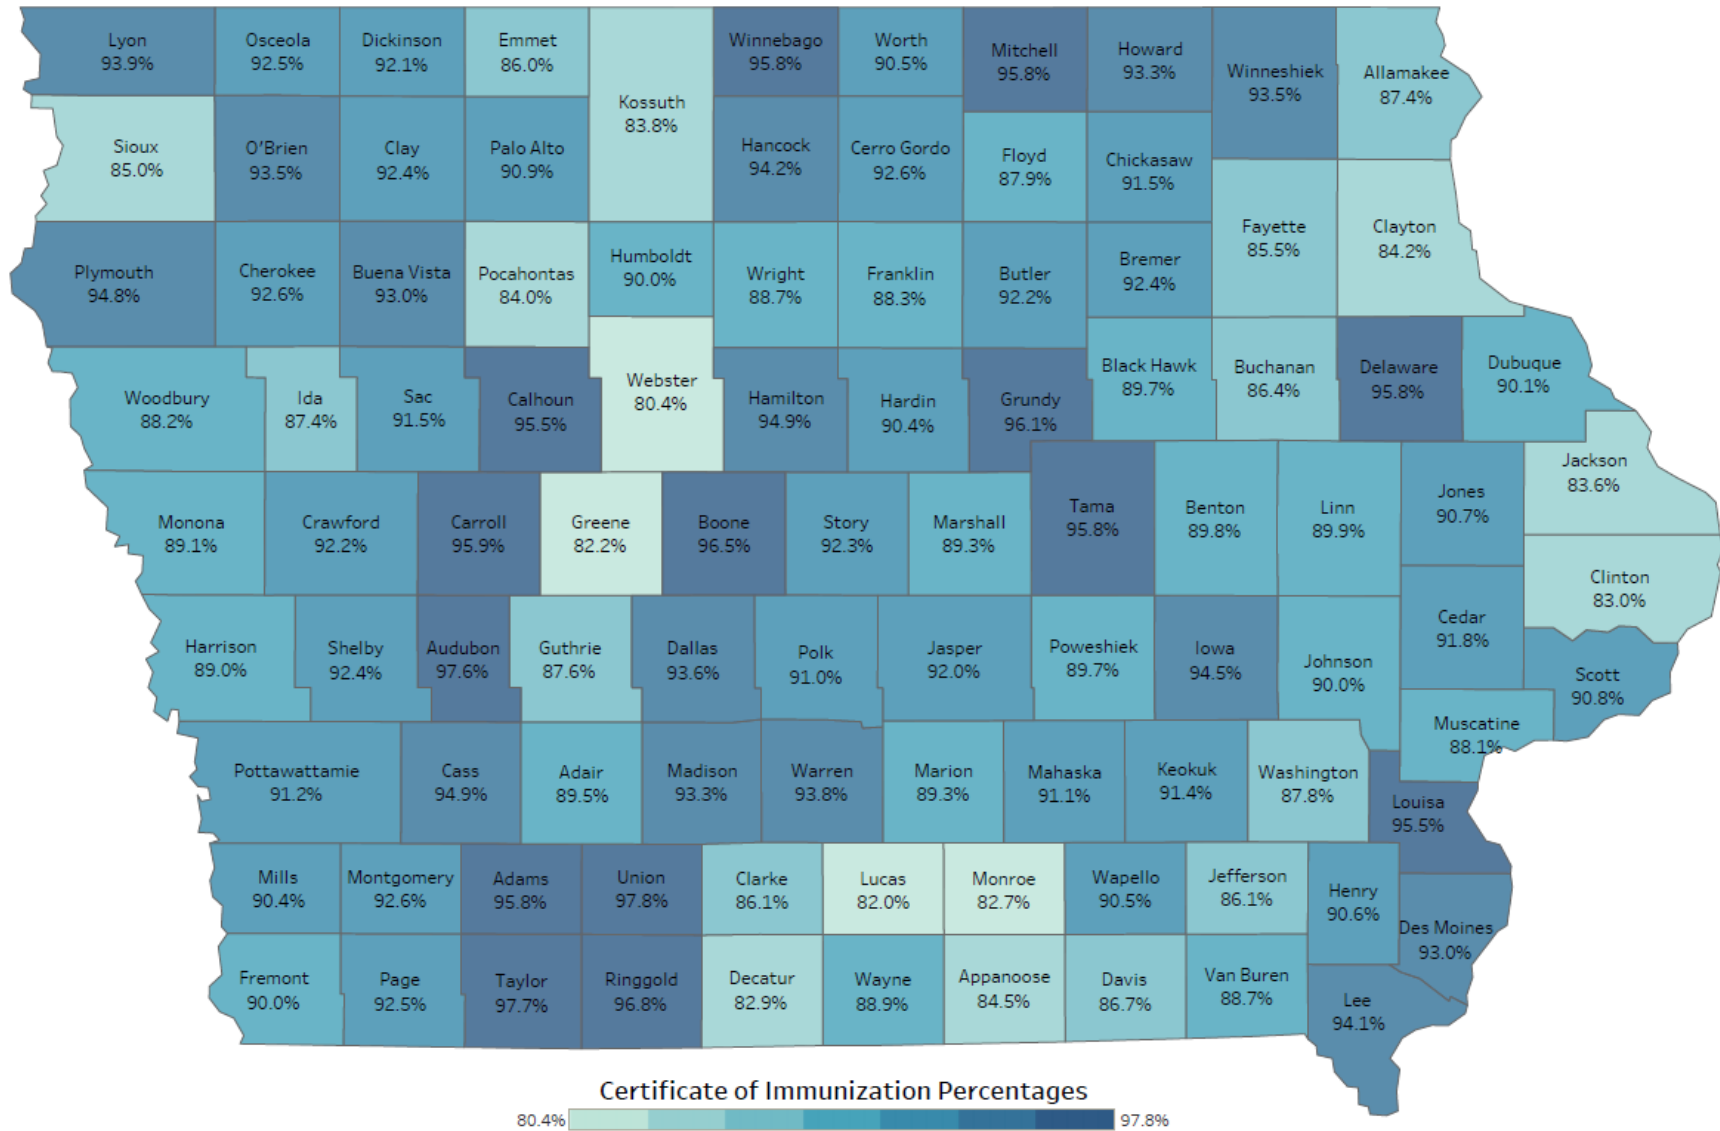 Lyon
93.9%
Osceola
92.5%
Dickinson
92.1%
Emmet
86.0%
Kossuth
83.8%
Winnebago
95.8%
Worth
90.5%
Mitchell
95.8%
Howard
93.3%
Winneshiek
93.5%
Allamakee
87.4%
Sioux
85.0%
O'Brien
93.5%
Clay
92.4%
Palo Alto
90.9%
Hancock
94.2%
Cerro Gordo
92.6%
Floyd
87.9%
Chickasaw
91.5%
Fayette
85.5%
Clayton
84.2%
Plymouth
94.8%
Cherokee
92.6%
Buena Vista
93.0%
Pocahontas
84.0%
Humboldt
90.0%
Wright
88.7%
Franklin
88.3%
Butler
92.2%
Bremer
92.4%
Woodbury
88.2%
Ida
87.4%
Sac
91.5%
Calhoun
95.5%
Webster
80.4%
Hamilton
94.9%
Hardin
90.4%
Grundy
96.1%
Black Hawk
89.7%
Buchanan
86.4%
Delaware
95.8%
Dubuque
90.1%
Jackson
83.6%
Monona
89.1%
Crawford
92.2%
Carroll
95.9%
Greene
82.2%
Boone
96.5%
Story
92.3%
Marshall
89.3%
Tama
95.8%
Benton
89.8%
Linn
89.9%
Jones
90.7%
Clinton
83.0%
Harrison
89.0%
Shelby
92.4%
Audubon
97.6%
Guthrie
87.6%
Dallas
93.6%
Polk
91.0%
Jasper
92.0%
Poweshiek
89.7%
Iowa
94.5%
Johnson
90.0%
Cedar
91.8%
Scott
90.8%
Muscatine
88.1%
Pottawattamie
91.2%
Cass
94.9%
Adair
89.5%
Madison
93.3%
Warren
93.8%
Marion
89.3%
Mahaska
91.1%
Keokuk
91.4%
Washington
87.8%
Louisa
95.5%
Mills
90.4%
Montgomery
92.6%
Adams
95.8%
Union
97.8%
Clarke
86.1%
Lucas
82.0%
Monroe
82.7%
Wapello
90.5%
Jefferson
86.1%
Henry
90.6%
Des Moines
93.0%
Fremont
90.0%
Page
92.5%
Taylor
97.7%
Ringgold
96.8%
Decatur
82.9%
Wayne
88.9%
Appanoose
84.5%
Davis
86.7%
Van Buren
88.7%
Lee
94.1%
Certificate of Immunization Percentages
80.4% 97.8%